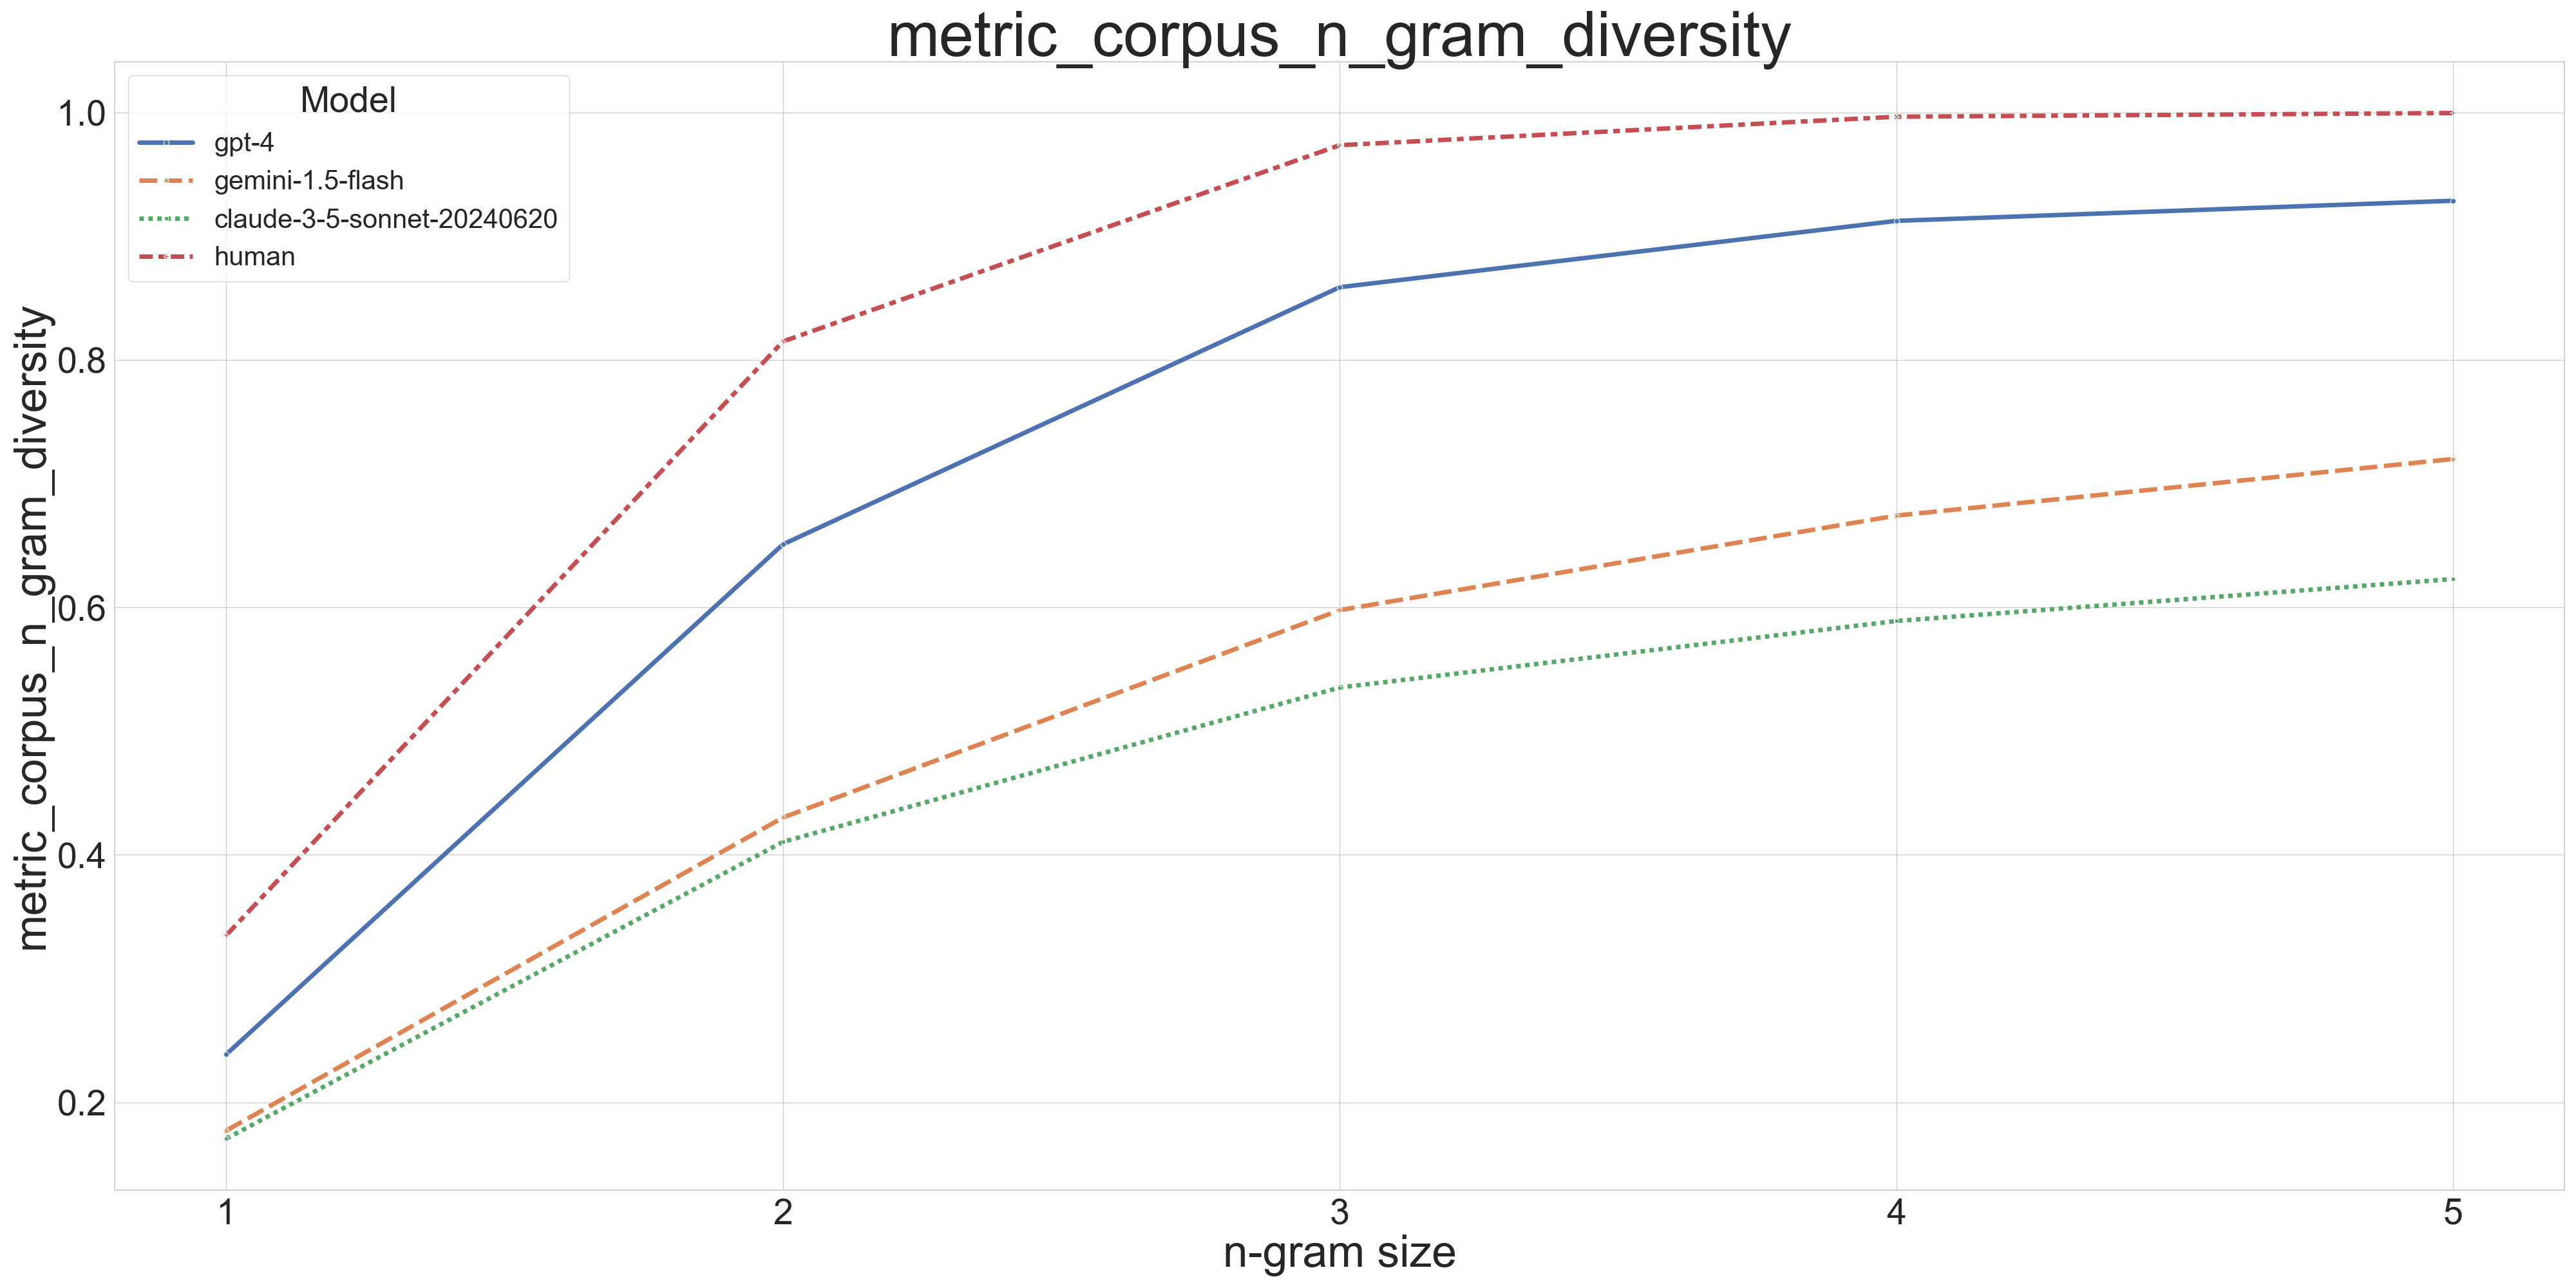 metric_corpus_n_gram_diversity
Model
gpt-4
gemini-1.5-flash
claude-3-5-sonnet-20240620
human
metric_corpus_n_gram_diversity
1.0
0.8
0.6
0.4
0.2
1 2 3 4 5
n-gram size